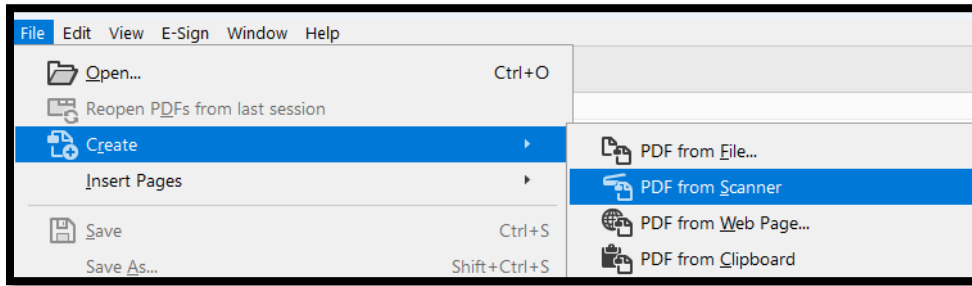 File Edit View E-Sign Window Help
Open... Ctrl+O
Reopen PDFs from last session
Create
Insert Pages
Save Ctrl+S
Save As... Shift+Ctrl+S
PDF from File...
PDF from Scanner
PDF from Web Page...
PDF from Clipboard